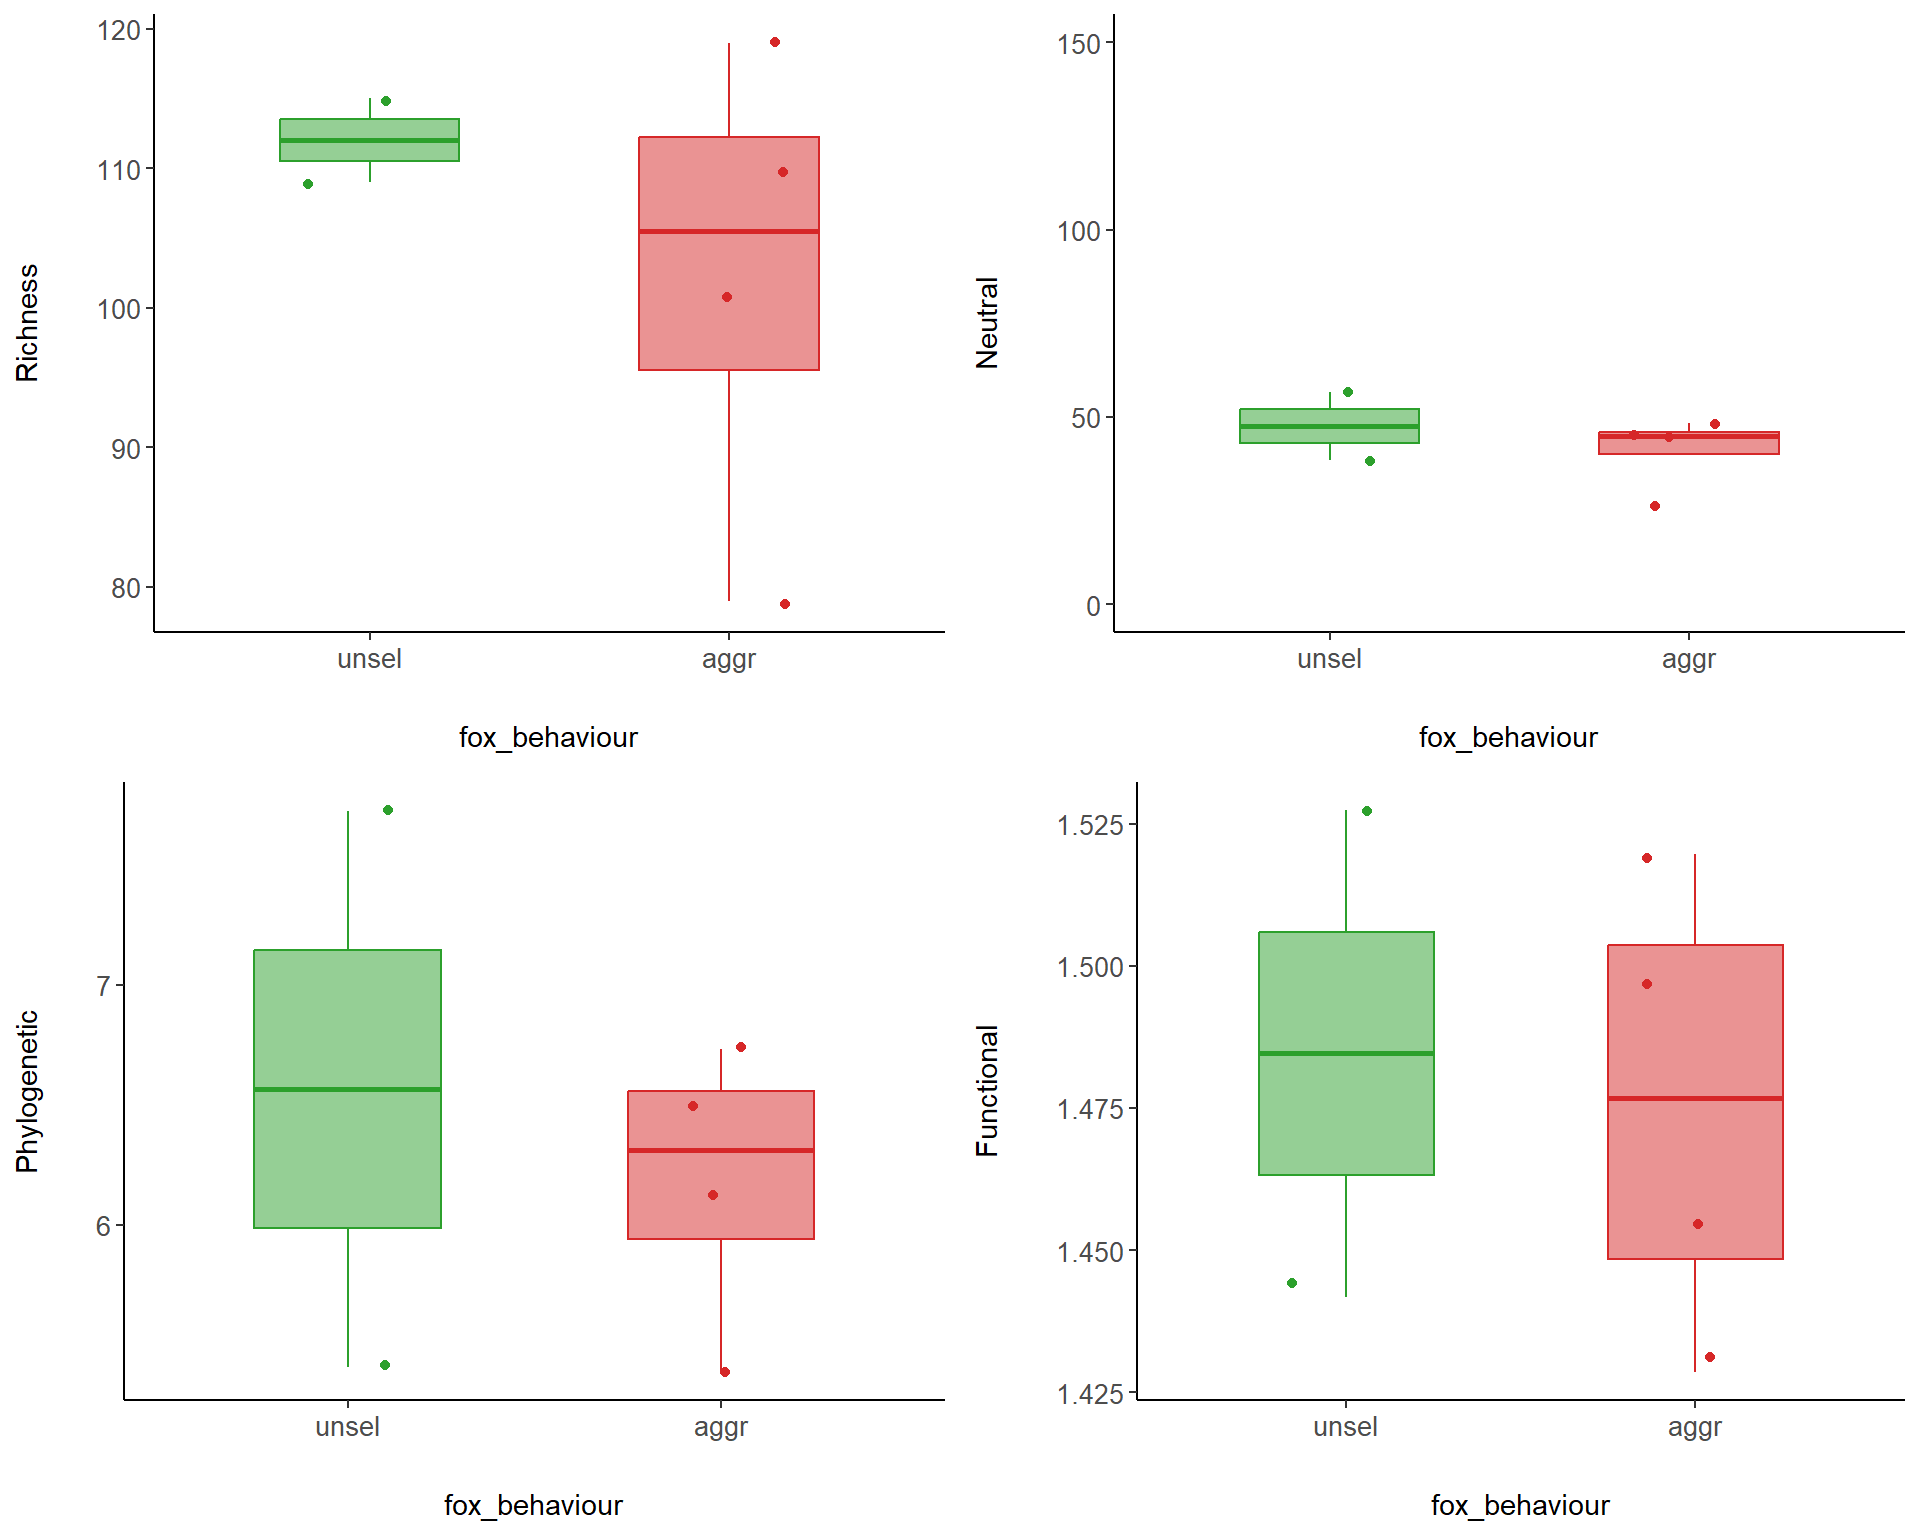 Richness
120
110
100
90
80
unsel aggr
fox_behaviour
Neutral
150
100
50
0
unsel aggr
fox_behaviour
Phylogenetic
7
6
unsel aggr
fox_behaviour
Functional
1.525
1.500
1.475
1.450
1.425
unsel aggr
fox_behaviour